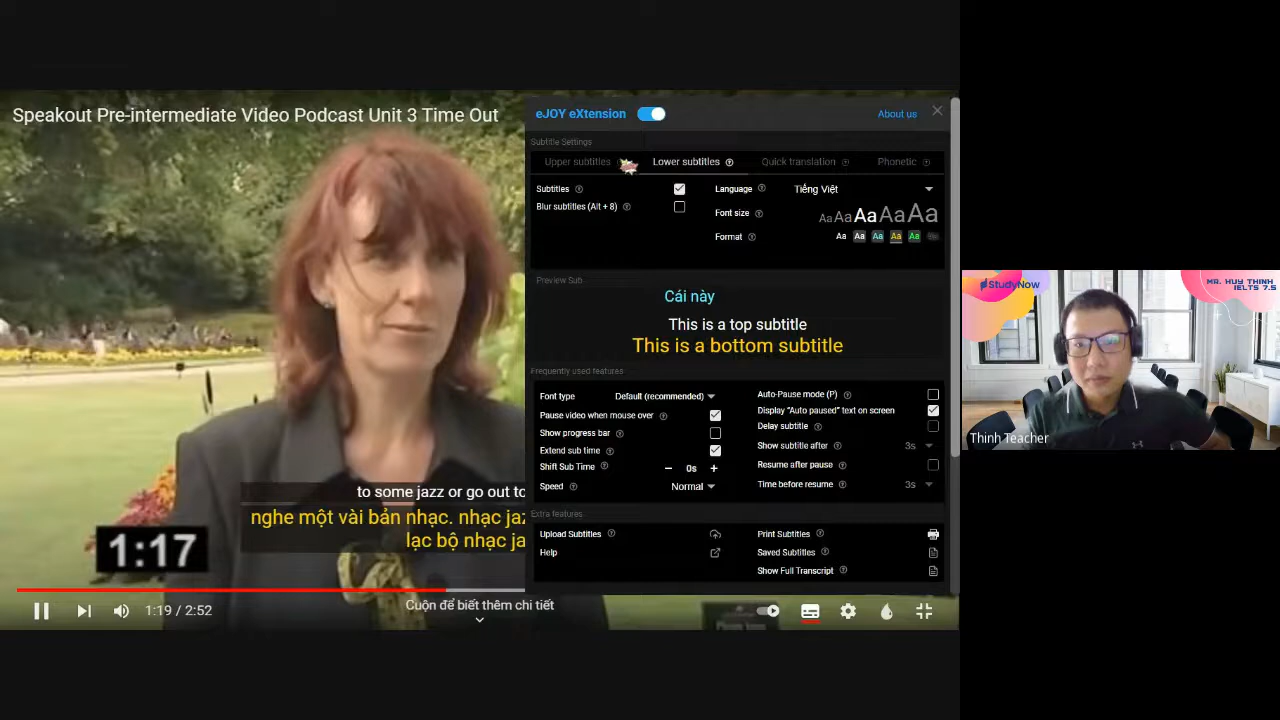 Speakout Pre-intermediate Video Podcast Unit 3 Time Out
eJOY eXtension
About us
Subtitle Settings
Upper subtitles
Lower subtitles
Quick translation
Phonetic
Subtitles
Blur subtitles (Alt + 8)
Language
Tiếng Việt
Font size
Aa Aa Aa Aa Aa
Format
Aa Aa Aa Aa Aa
Preview Sub
Cái này
This is a top subtitle
This is a bottom subtitle
Frequently used features
Font type
Default (recommended)
Pause video when mouse over
Show progress bar
Extend sub time
Shift Sub Time
0s
Speed
Normal
Auto-Pause mode (P)
Display "Auto paused" text on screen
Delay subtitle
Show subtitle after
3s
Resume after pause
Time before resume
3s
Extra features
Upload Subtitles
Help
Print Subtitles
Saved Subtitles
Show Full Transcript
to some jazz or go out to
nghe một vài bản nhạc. nhạc jaz
lạc bộ nhạc ja
1:17
1:19 / 2:52
Cuộn để biết thêm chi tiết
StudyNow
MR. HUY THINH
IELTS 7.5
Thinh Teacher